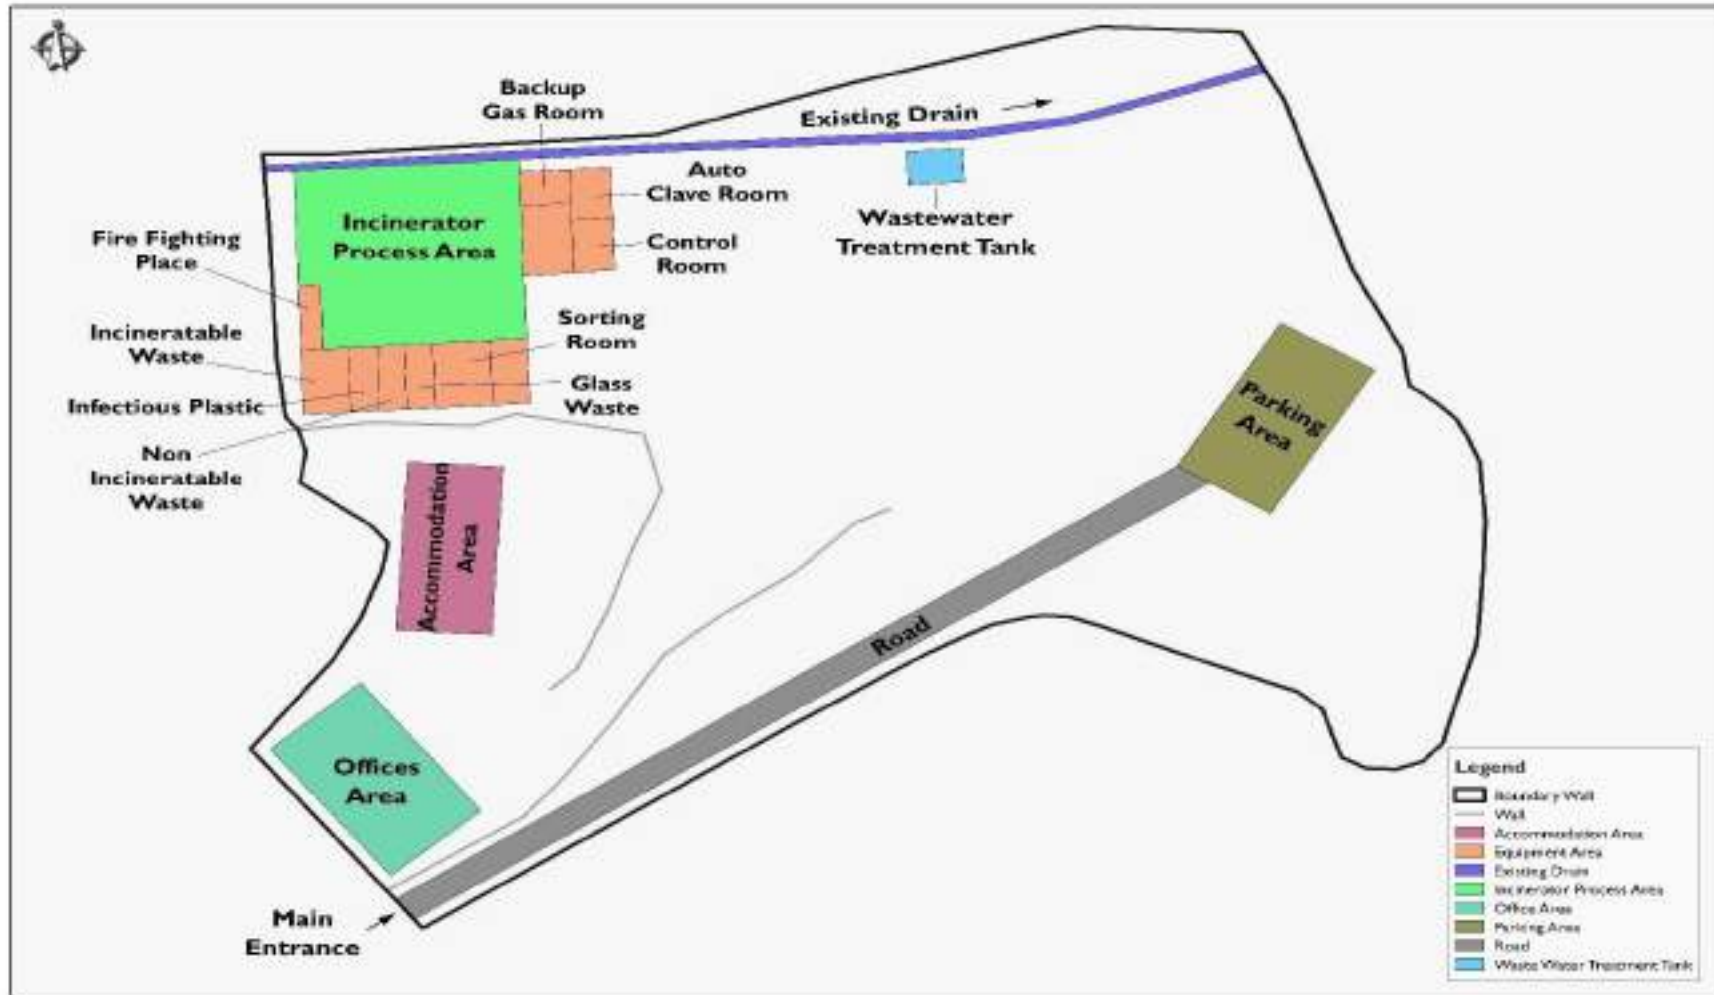 Backup
Gas Room
Existing Drain
Auto
Clave Room
Incinerator
Process Area
Wastewater
Treatment Tank
Fire Fighting
Place
Control
Room
Incineratable
Waste
Sorting
Room
Infectious Plastic
Glass
Waste
Parking
Area
Non
Incineratable
Waste
Accommodation
Area
Road
Offices
Area
Main
Entrance
Legend
Boundary Wall
Wall
Accommodation Area
Equipment Area
Existing Drain
Incinerator Process Area
Office Area
Parking Area
Road
Waste Water Treatment Tank